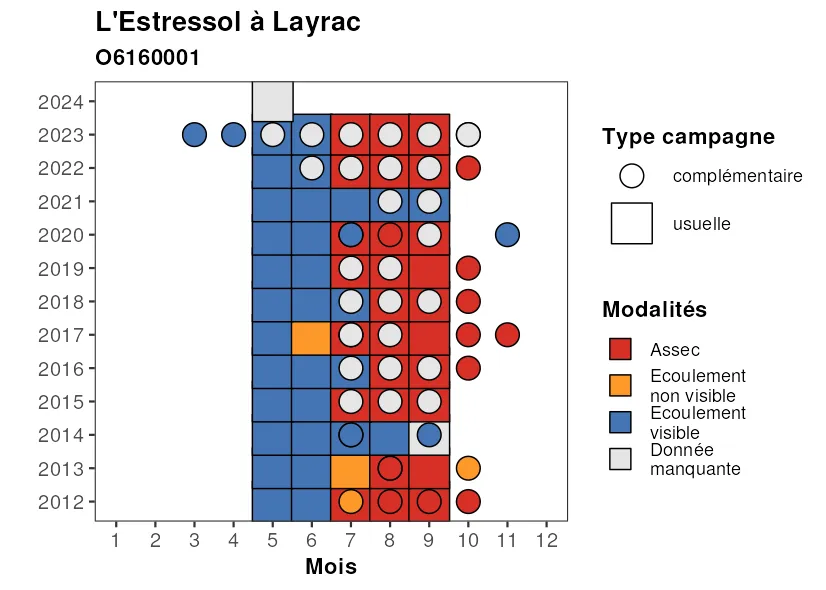 L'Estressol à Layrac
O6160001
2024
2023
2022
2021
2020
2019
2018
2017
2016
2015
2014
2013
2012
1 2 3 4 5 6 7 8 9 10 11 12
Mois
Type campagne
complémentaire
usuelle
Modalités
Assec
Ecoulement
non visible
Ecoulement
visible
Donnée
manquante